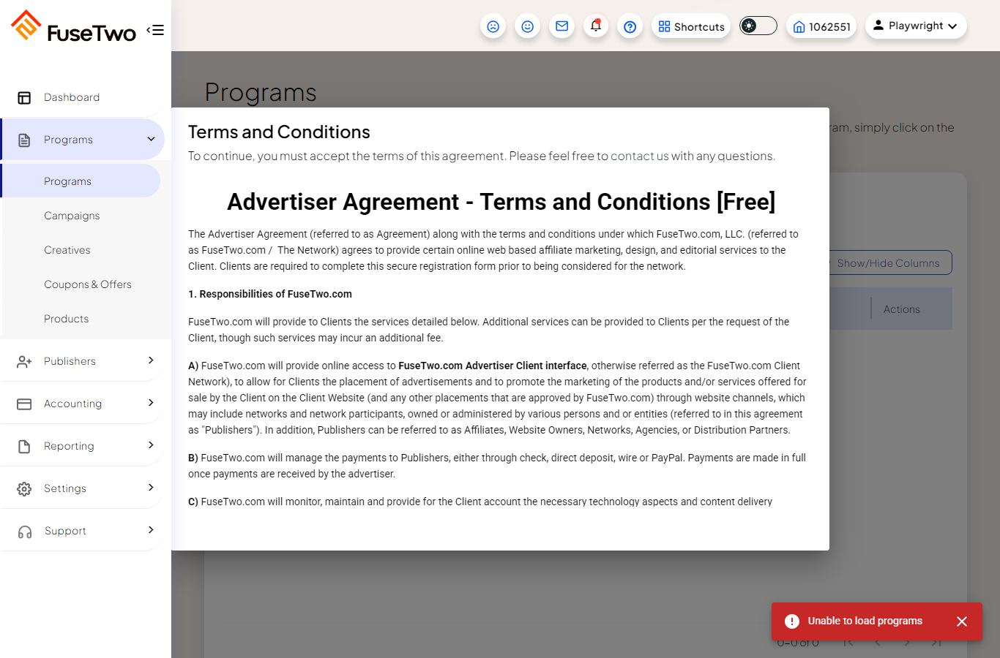 FuseTwo
Shortcuts
1062551
Playwright
Dashboard
Programs
Programs
Campaigns
Creatives
Coupons & Offers
Products
Publishers
Accounting
Reporting
Settings
Support
Programs
ram, simply click on the
Show/Hide Columns
Actions
Terms and Conditions
To continue, you must accept the terms of this agreement. Please feel free to contact us with any questions.
Advertiser Agreement - Terms and Conditions [Free]
The Advertiser Agreement (referred to as Agreement) along with the terms and conditions under which FuseTwo.com, LLC. (referred to
as FuseTwo.com / The Network) agrees to provide certain online web based affiliate marketing, design, and editorial services to the
Client. Clients are required to complete this secure registration form prior to being considered for the network.
1. Responsibilities of FuseTwo.com
FuseTwo.com will provide to Clients the services detailed below. Additional services can be provided to Clients per the request of the
Client, though such services may incur an additional fee.
A) FuseTwo.com will provide online access to FuseTwo.com Advertiser Client interface, otherwise referred as the FuseTwo.com Client
Network), to allow for Clients the placement of advertisements and to promote the marketing of the products and/or services offered for
sale by the Client on the Client Website (and any other placements that are approved by FuseTwo.com) through website channels, which
may include networks and network participants, owned or administered by various persons and or entities (referred to in this agreement
as "Publishers"). In addition, Publishers can be referred to as Affiliates, Website Owners, Networks, Agencies, or Distribution Partners.
B) FuseTwo.com will manage the payments to Publishers, either through check, direct deposit, wire or PayPal. Payments are made in full
once payments are received by the advertiser.
C) FuseTwo.com will monitor, maintain and provide for the Client account the necessary technology aspects and content delivery
Unable to load programs
0–0 of 0